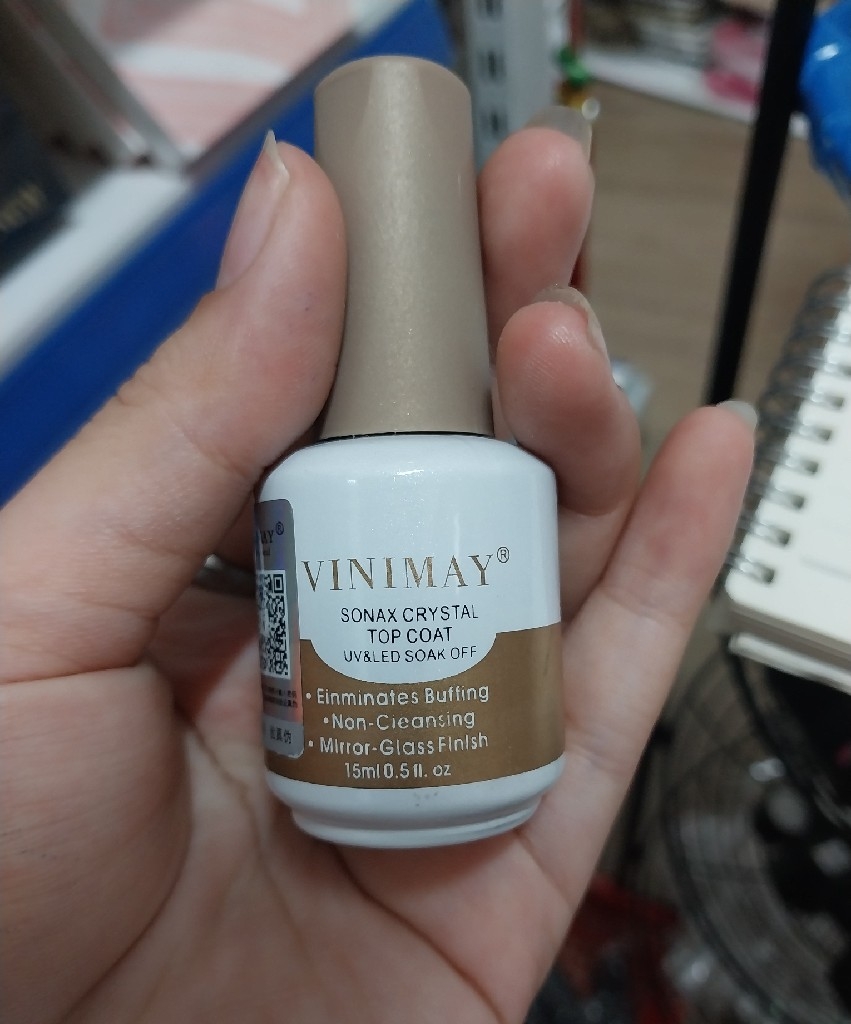 VINIMAY®
SONAX CRYSTAL
TOP COAT
UV&LED SOAK OFF
• Einminates Buffing
•Non-Cieansing
• Mirror-Glass Finish
15ml 0.5 fl. oz